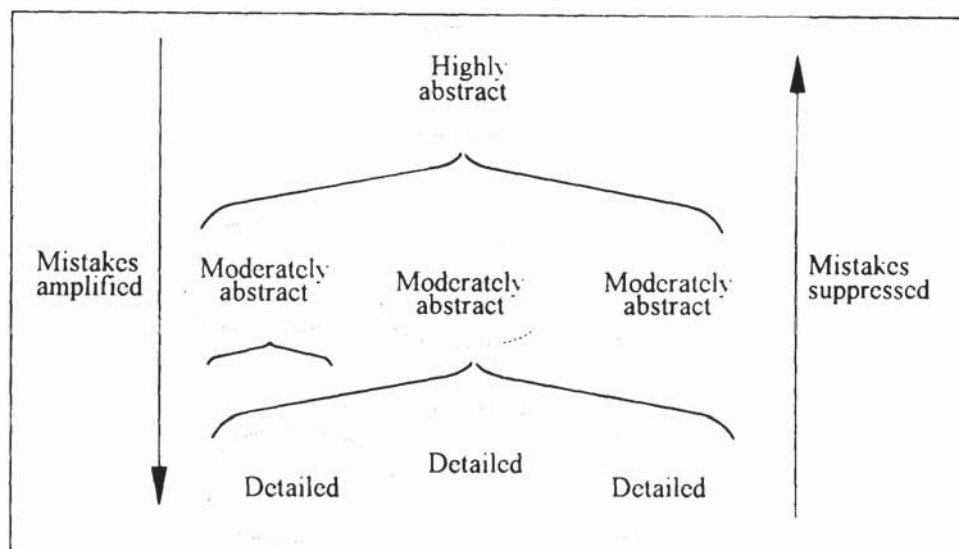 Highly
abstract
Mistakes
amplified
Moderately
abstract
Moderately
abstract
Moderately
abstract
Mistakes
suppressed
Detailed
Detailed
Detailed